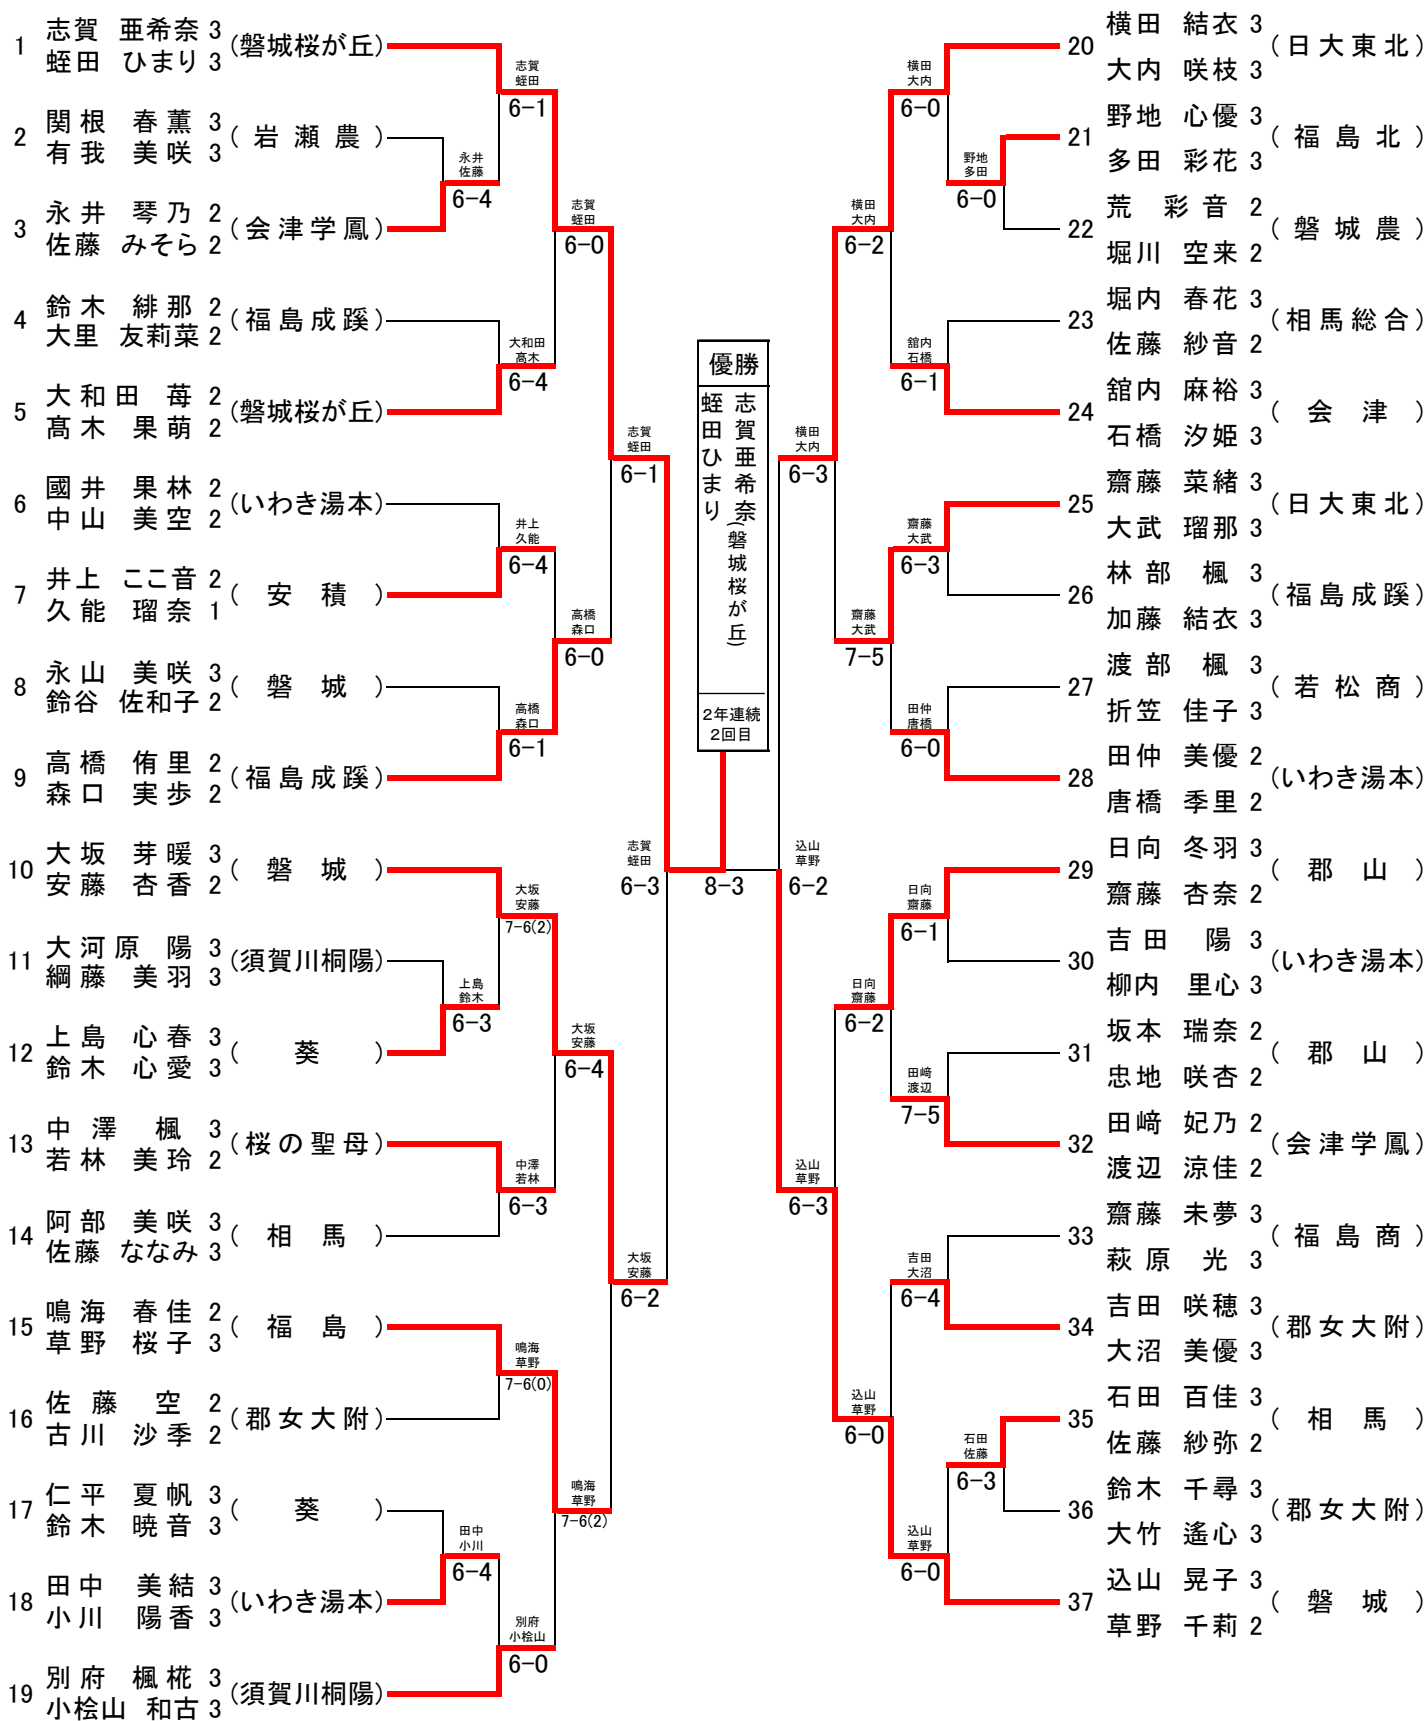 1 志賀 亜希奈 3 (磐城桜が丘)
蛭田 ひまり 3
2 関根 春薫 3 (岩瀬農)
有我 美咲 3
3 永井 琴乃 2 (会津学鳳)
佐藤 みそら 2
4 鈴木 緋那 2 (福島成蹊)
大里 友莉菜 2
5 大和田 苺 2 (磐城桜が丘)
髙木 果萌 2
6 國井 果林 2 (いわき湯本)
中山 美空 2
7 井上 ここ音 2 (安積)
久能 瑠奈 1
8 永山 美咲 3 (磐城)
鈴谷 佐和子 2
9 高橋 侑里 2 (福島成蹊)
森口 実歩 2
10 大坂 芽暖 3 (磐城)
安藤 杏香 2
11 大河原 陽 3 (須賀川桐陽)
綱藤 美羽 3
12 上島 心春 3 (葵)
鈴木 心愛 3
13 中澤 楓 3 (桜の聖母)
若林 美玲 2
14 阿部 美咲 3 (相馬)
佐藤 ななみ 3
15 鳴海 春佳 2 (福島)
草野 桜子 3
16 佐藤 空 2 (郡女大附)
古川 沙季 2
17 仁平 夏帆 3 (葵)
鈴木 暁音 3
18 田中 美結 3 (いわき湯本)
小川 陽香 3
19 別府 楓椛 3 (須賀川桐陽)
小桧山 和古 3
永井
佐藤
6-4
上島
鈴木
6-3
田中
小川
6-4
志賀
蛭田
6-1
大和田
髙木
6-4
井上
久能
6-4
高橋
森口
6-1
大坂
安藤
7-6(2)
中澤
若林
6-3
鳴海
草野
7-6(0)
別府
小桧山
6-0
志賀
蛭田
6-0
高橋
森口
6-0
大坂
安藤
6-4
鳴海
草野
7-6(2)
志賀
蛭田
6-1
大坂
安藤
6-2
志賀
蛭田
6-3
優勝
志賀亜希奈
蛭田ひまり
(磐城桜が丘)
2年連続
2回目
8-3
込山
草野
6-2
横田
大内
6-3
込山
草野
6-3
横田
大内
6-2
齋藤
大武
7-5
日向
齋藤
6-2
込山
草野
6-0
横田
大内
6-0
舘内
石橋
6-1
齋藤
大武
6-3
田仲
唐橋
6-0
日向
齋藤
6-1
田﨑
渡辺
7-5
吉田
大沼
6-4
込山
草野
6-0
野地
多田
6-0
石田
佐藤
6-3
20 横田 結衣 3 (日大東北)
大内 咲枝 3
21 野地 心優 3 (福島北)
多田 彩花 3
22 荒 彩音 2 (磐城農)
堀川 空来 2
23 堀内 春花 3 (相馬総合)
佐藤 紗音 2
24 舘内 麻裕 3 (会津)
石橋 汐姫 3
25 齋藤 菜緒 3 (日大東北)
大武 瑠那 3
26 林部 楓 3 (福島成蹊)
加藤 結衣 3
27 渡部 楓 3 (若松商)
折笠 佳子 3
28 田仲 美優 2 (いわき湯本)
唐橋 季里 2
29 日向 冬羽 3 (郡山)
齋藤 杏奈 2
30 吉田 陽 3 (いわき湯本)
柳内 里心 3
31 坂本 瑞奈 2 (郡山)
忠地 咲杏 2
32 田﨑 妃乃 2 (会津学鳳)
渡辺 涼佳 2
33 齋藤 未夢 3 (福島商)
萩原 光 3
34 吉田 咲穂 3 (郡女大附)
大沼 美優 3
35 石田 百佳 3 (相馬)
佐藤 紗弥 2
36 鈴木 千尋 3 (郡女大附)
大竹 遙心 3
37 込山 晃子 3 (磐城)
草野 千莉 2